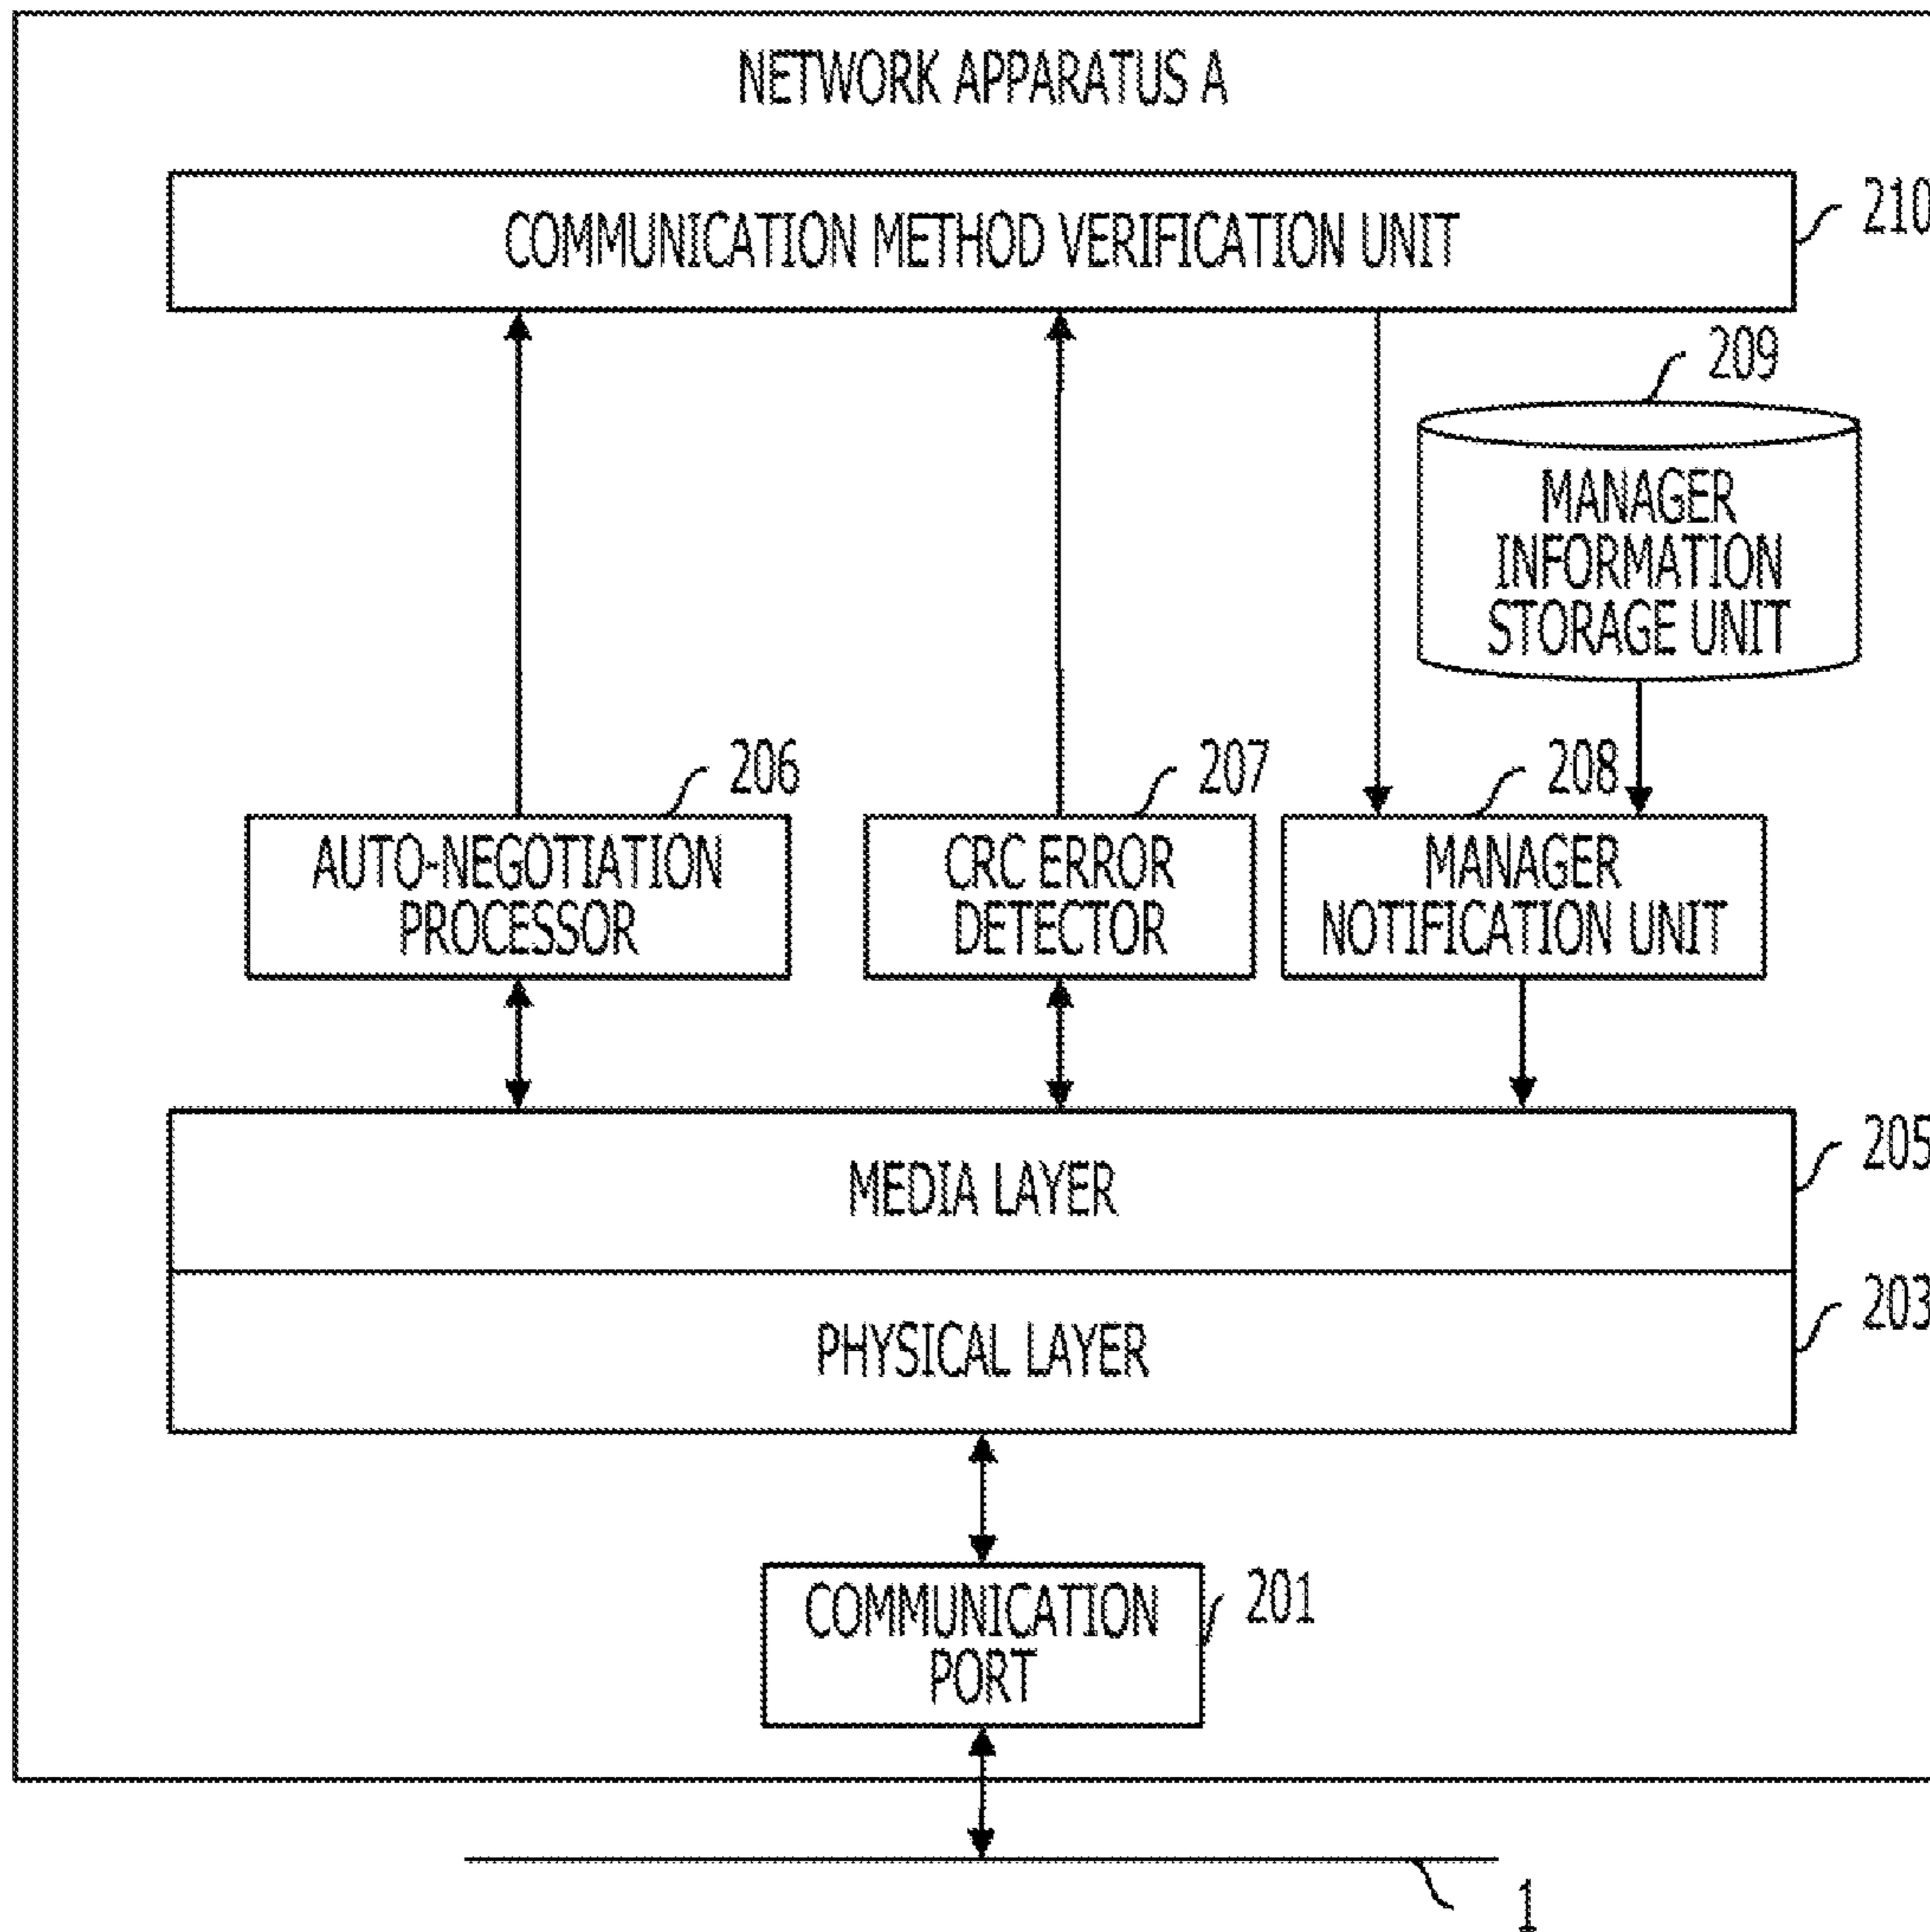 NETWORK APPARATUS A
COMMUNICATION METHOD VERIFICATION UNIT
210
209
MANAGER
INFORMATION
STORAGE UNIT
206
207
208
AUTO-NEGOTIATION
PROCESSOR
CRC ERROR
DETECTOR
MANAGER
NOTIFICATION UNIT
MEDIA LAYER
205
PHYSICAL LAYER
203
COMMUNICATION
PORT
201
1